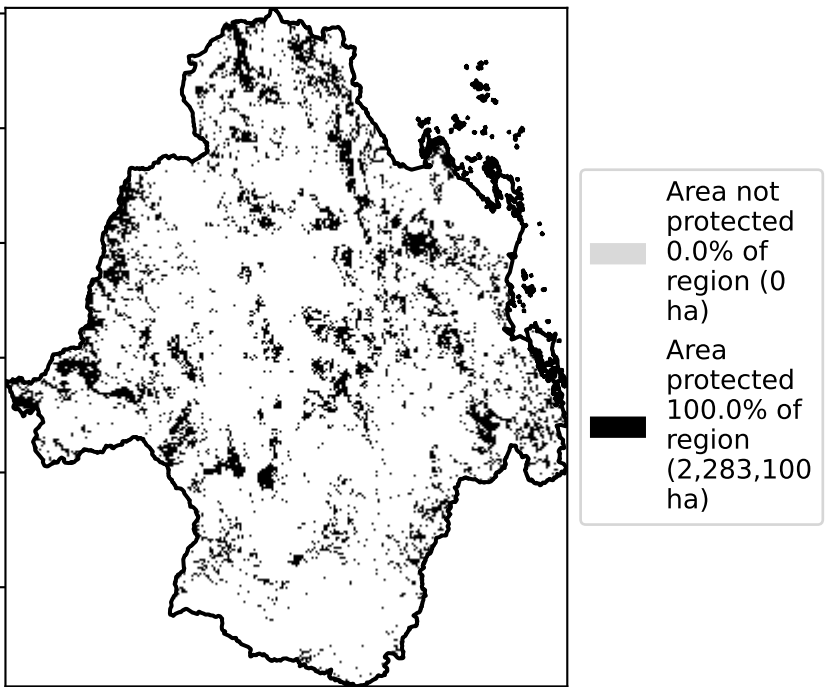 Area not
protected
0.0% of
region (0
ha)
Area
protected
100.0% of
region
(2,283,100
ha)